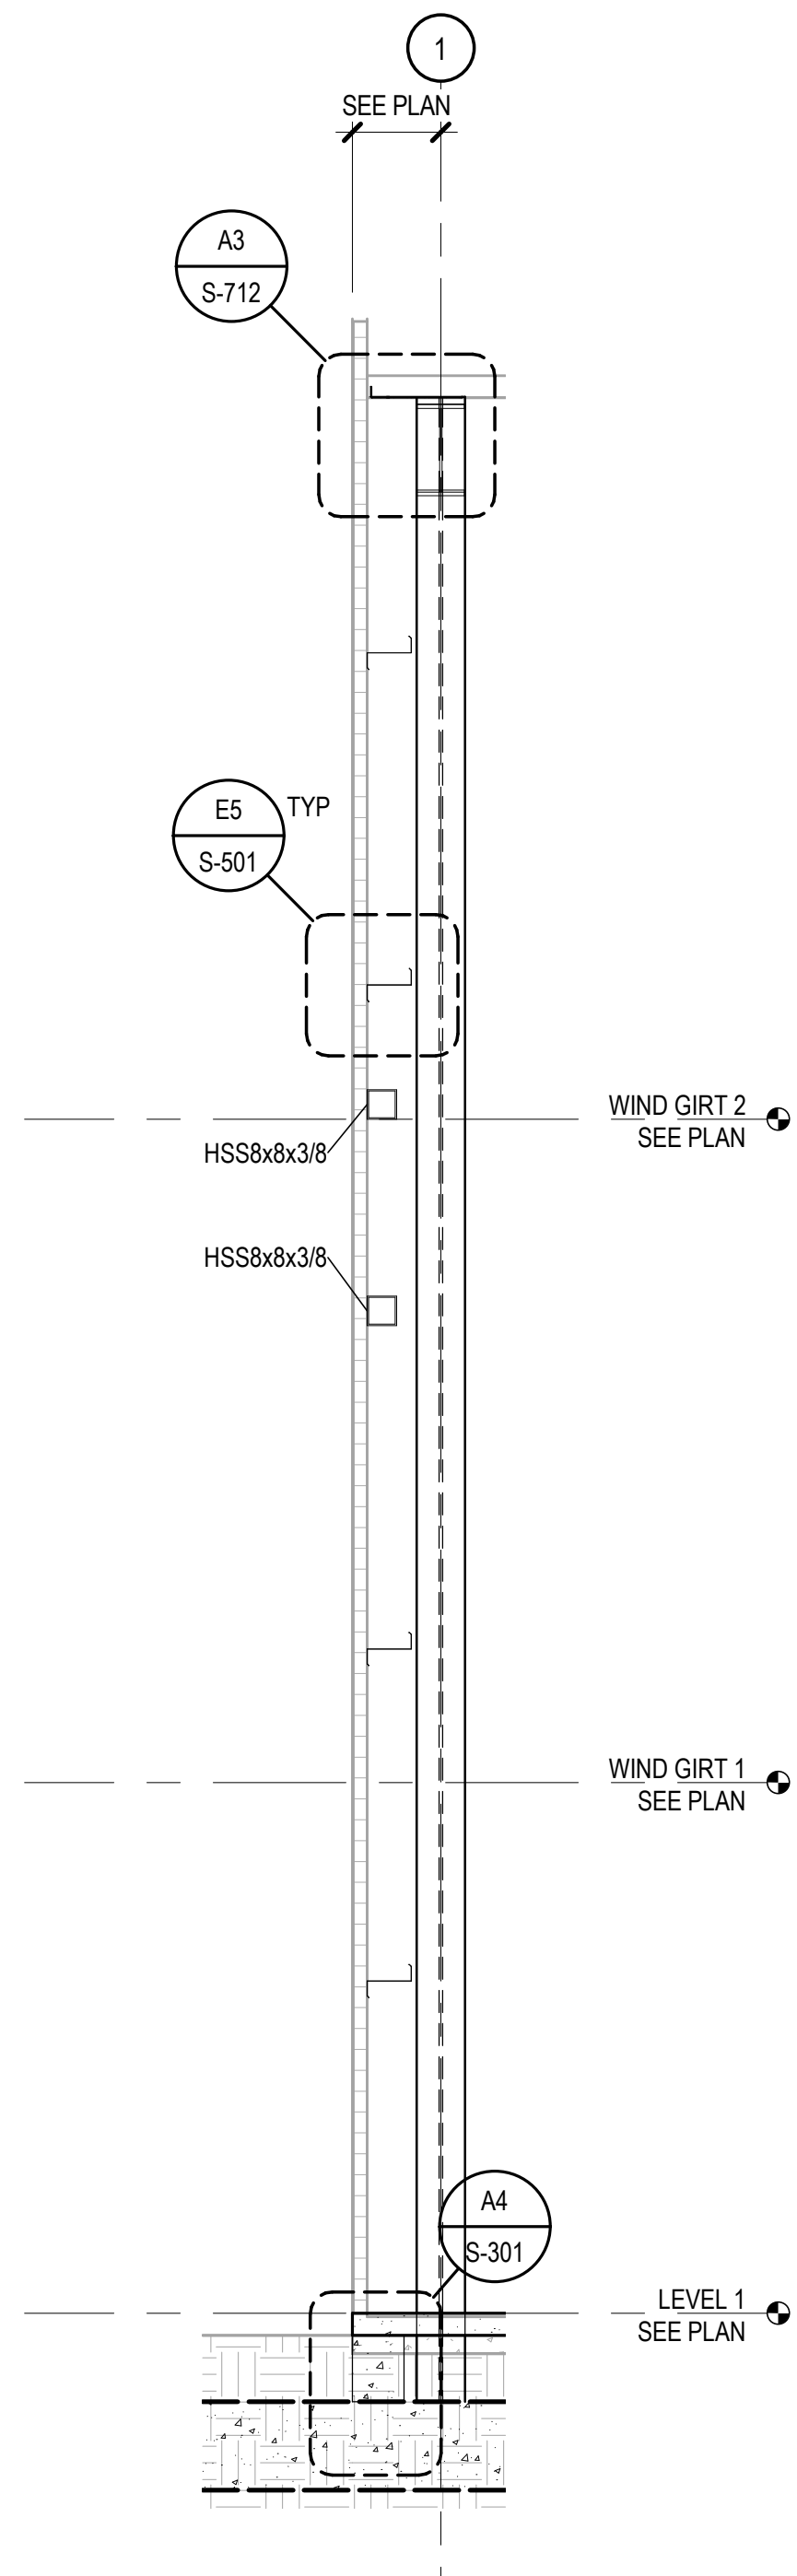 1
SEE PLAN
A3
S-712
E5
TYP
S-501
WIND GIRT 2
SEE PLAN
HSS8x8x3/8
HSS8x8x3/8
WIND GIRT 1
SEE PLAN
A4
S-301
LEVEL 1
SEE PLAN